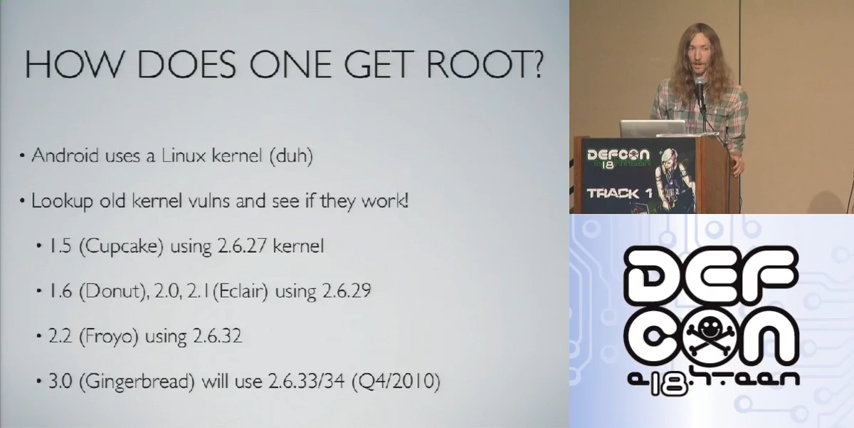 HOW DOES ONE GET ROOT?
• Android uses a Linux kernel (duh)
• Lookup old kernel vulns and see if they work!
• 1.5 (Cupcake) using 2.6.27 kernel
• 1.6 (Donut), 2.0, 2.1(Eclair) using 2.6.29
• 2.2 (Froyo) using 2.6.32
• 3.0 (Gingerbread) will use 2.6.33/34 (Q4/2010)
DEFCON
18
TRACK 1
DEF
CON
e18.h.teen